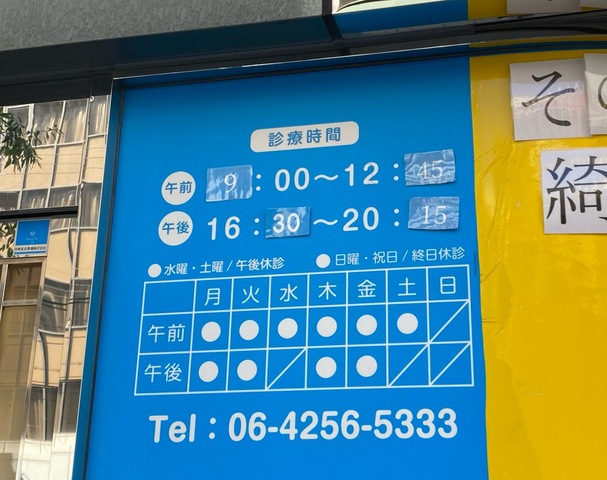 診療時間
午前 9：00～12：45
午後 16：30～20：15
●水曜・土曜/午後休診 ●日曜・祝日/終日休診
月 火 水 木 金 土 日
午前 ● ● ● ● ● ● ／
午後 ● ● ／ ● ● ／ ／
Tel：06-4256-5333
その
綺